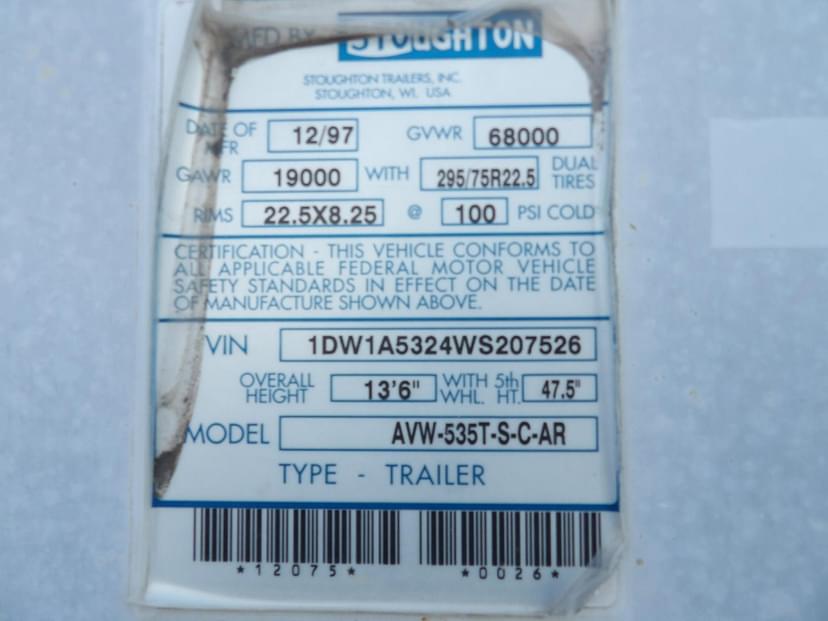 MFD BY STOUGHTON
STOUGHTON TRAILERS, INC.
STOUGHTON, WI. USA
DATE OF MFR 12/97 GVWR 68000
GAWR 19000 WITH 295/75R22.5 DUAL TIRES
RIMS 22.5X8.25 @ 100 PSI COLD
CERTIFICATION - THIS VEHICLE CONFORMS TO
ALL APPLICABLE FEDERAL MOTOR VEHICLE
SAFETY STANDARDS IN EFFECT ON THE DATE
OF MANUFACTURE SHOWN ABOVE.
VIN 1DW1A5324WS207526
OVERALL HEIGHT 13'6" WITH 5th WHL. HT. 47.5"
MODEL AVW-535T-S-C-AR
TYPE - TRAILER
*12075* *0026*